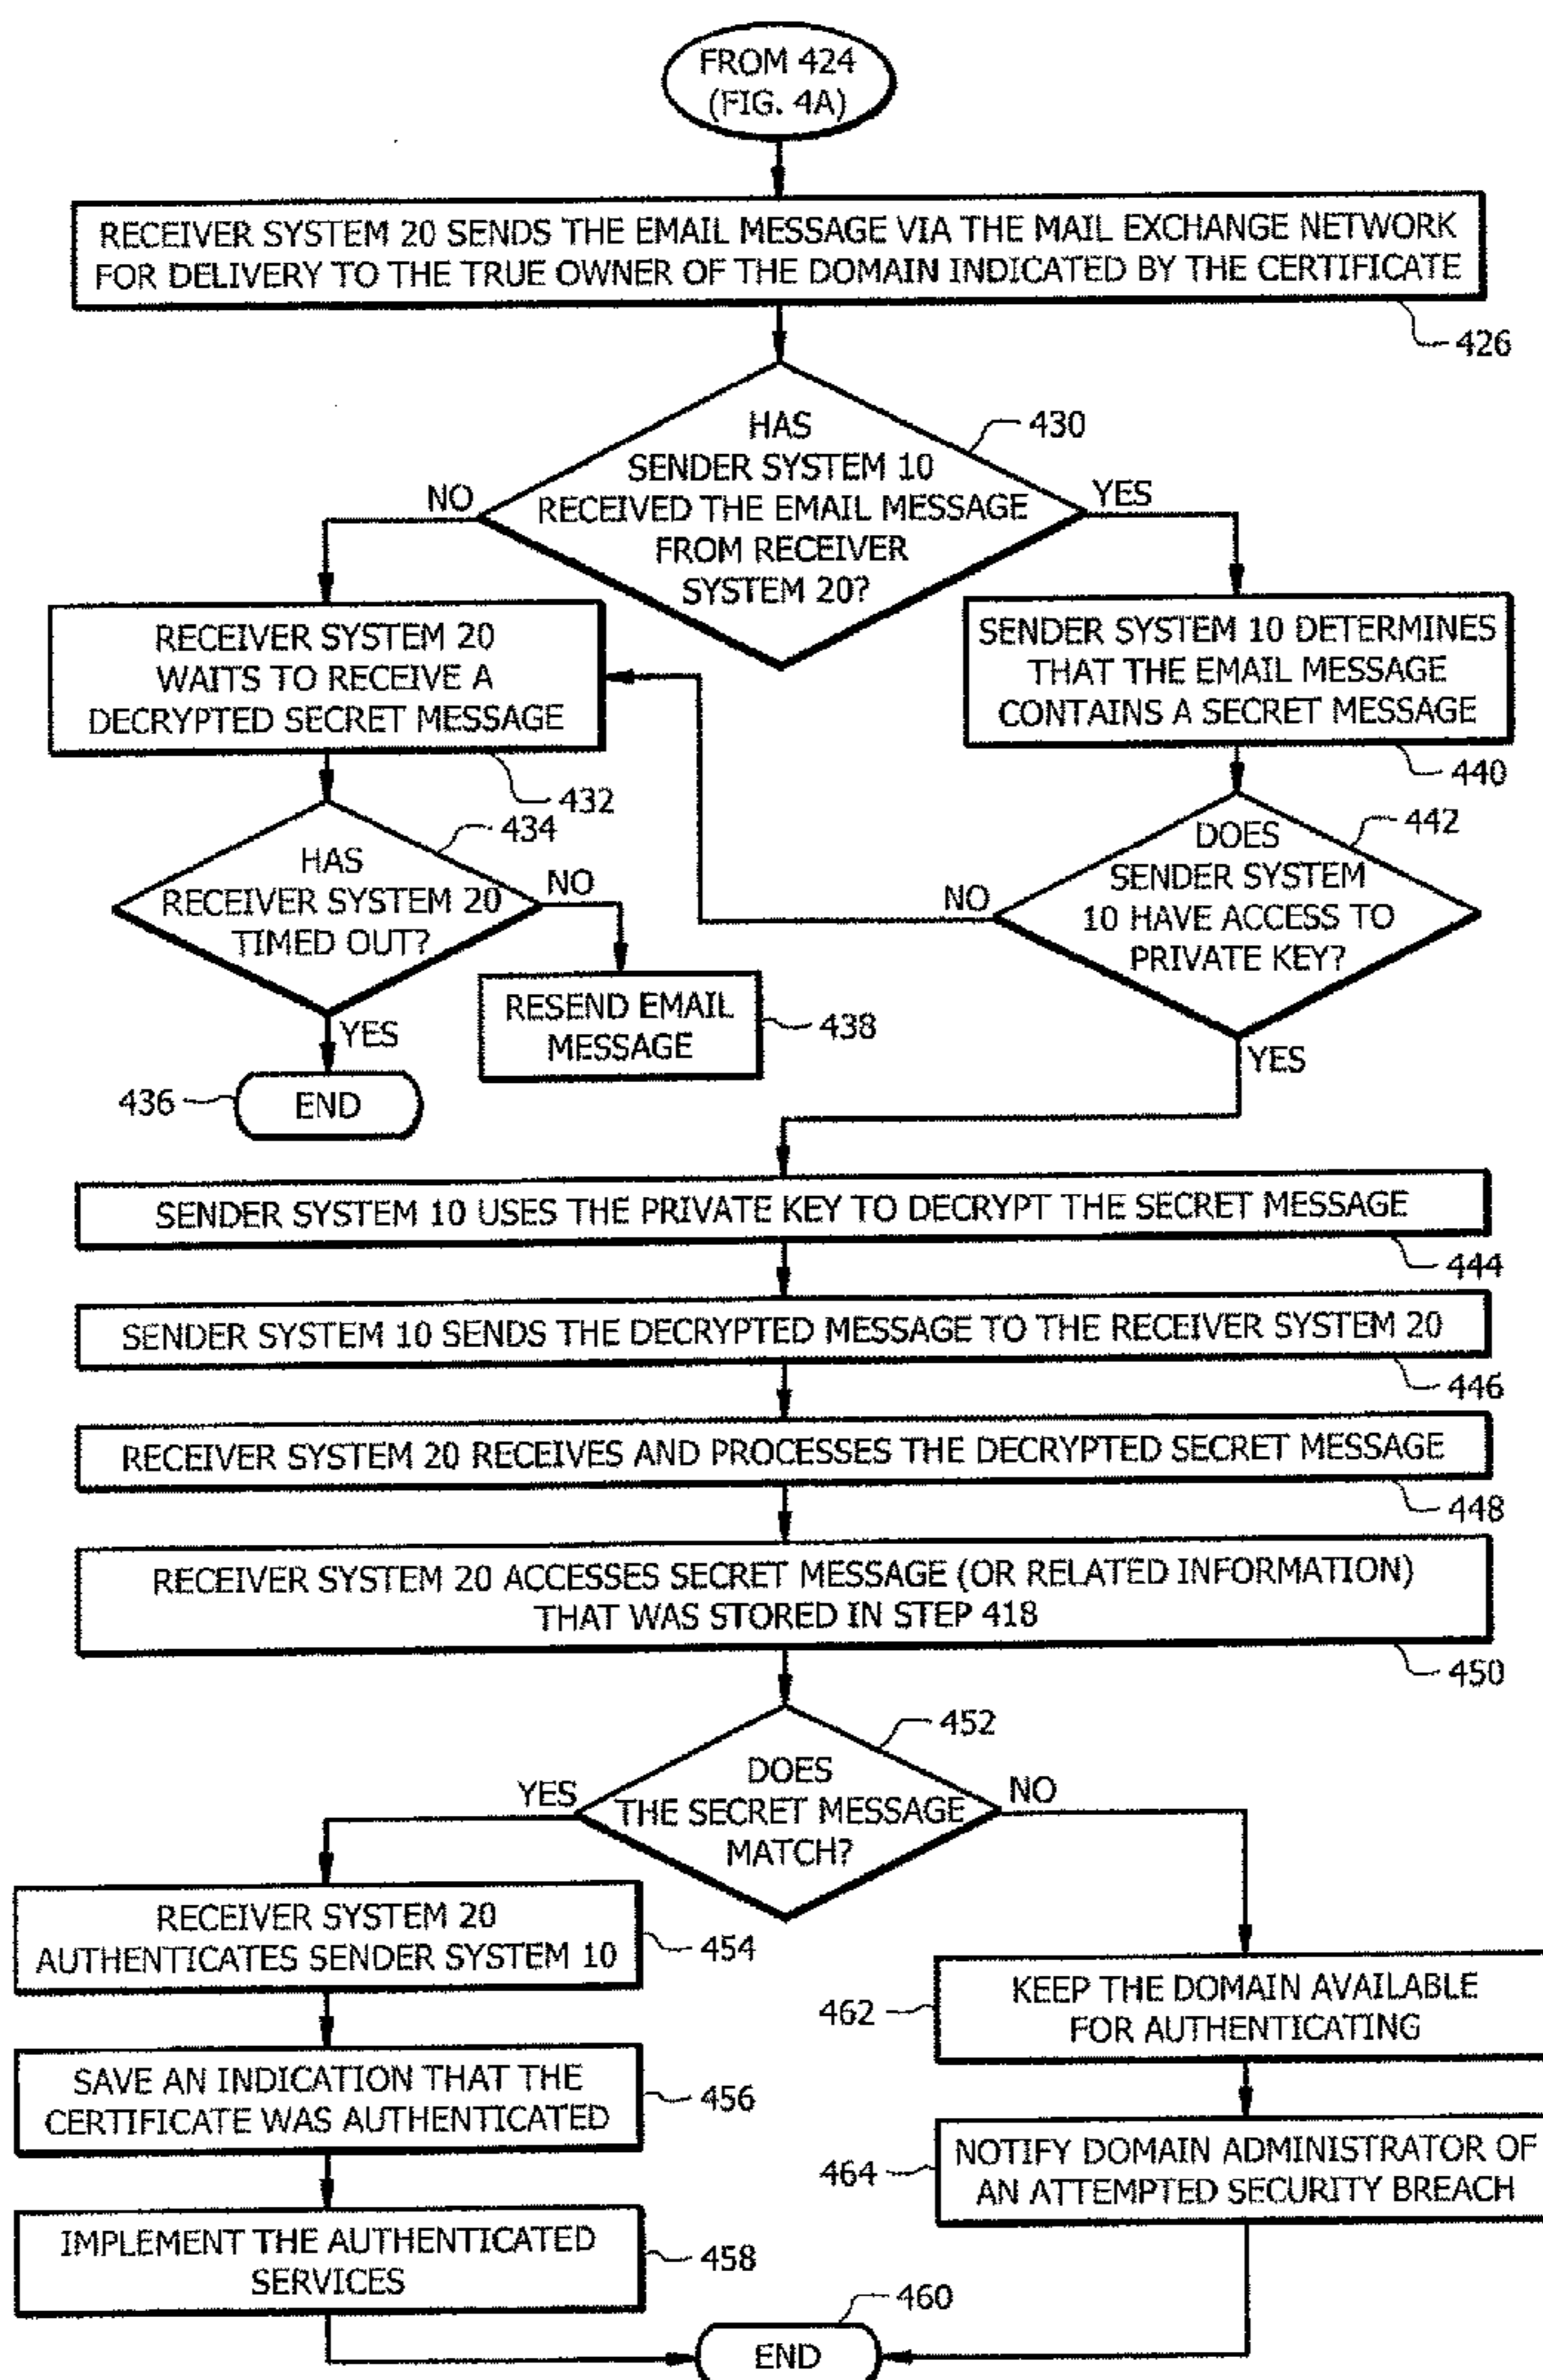 FROM 424
(FIG. 4A)
RECEIVER SYSTEM 20 SENDS THE EMAIL MESSAGE VIA THE MAIL EXCHANGE NETWORK
FOR DELIVERY TO THE TRUE OWNER OF THE DOMAIN INDICATED BY THE CERTIFICATE
426
HAS
SENDER SYSTEM 10
RECEIVED THE EMAIL MESSAGE
FROM RECEIVER
SYSTEM 20?
430
NO
YES
RECEIVER SYSTEM 20
WAITS TO RECEIVE A
DECRYPTED SECRET MESSAGE
432
SENDER SYSTEM 10 DETERMINES
THAT THE EMAIL MESSAGE
CONTAINS A SECRET MESSAGE
440
HAS
RECEIVER SYSTEM 20
TIMED OUT?
434
NO
YES
RESEND EMAIL
MESSAGE
438
436
END
DOES
SENDER SYSTEM
10 HAVE ACCESS TO
PRIVATE KEY?
442
NO
YES
SENDER SYSTEM 10 USES THE PRIVATE KEY TO DECRYPT THE SECRET MESSAGE
444
SENDER SYSTEM 10 SENDS THE DECRYPTED MESSAGE TO THE RECEIVER SYSTEM 20
446
RECEIVER SYSTEM 20 RECEIVES AND PROCESSES THE DECRYPTED SECRET MESSAGE
448
RECEIVER SYSTEM 20 ACCESSES SECRET MESSAGE (OR RELATED INFORMATION)
THAT WAS STORED IN STEP 418
450
DOES
THE SECRET MESSAGE
MATCH?
452
YES
NO
RECEIVER SYSTEM 20
AUTHENTICATES SENDER SYSTEM 10
454
SAVE AN INDICATION THAT THE
CERTIFICATE WAS AUTHENTICATED
456
IMPLEMENT THE AUTHENTICATED
SERVICES
458
462
KEEP THE DOMAIN AVAILABLE
FOR AUTHENTICATING
464
NOTIFY DOMAIN ADMINISTRATOR OF
AN ATTEMPTED SECURITY BREACH
460
END